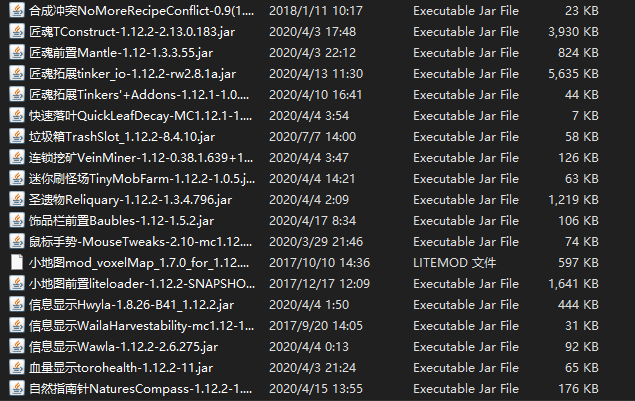 合成冲突NoMoreRecipeConflict-0.9(1.... 2018/1/11 10:17 Executable Jar File 23 KB
匠魂TConstruct-1.12.2-2.13.0.183.jar 2020/4/3 17:48 Executable Jar File 3,930 KB
匠魂前置Mantle-1.12-1.3.3.55.jar 2020/4/3 22:12 Executable Jar File 824 KB
匠魂拓展tinker_io-1.12.2-rw2.8.1a.jar 2020/4/13 11:30 Executable Jar File 5,635 KB
匠魂拓展Tinkers'+Addons-1.12.1-1.0.... 2020/4/10 16:41 Executable Jar File 44 KB
快速落叶QuickLeafDecay-MC1.12.1-1.... 2020/4/4 3:54 Executable Jar File 7 KB
垃圾箱TrashSlot_1.12.2-8.4.10.jar 2020/7/7 14:00 Executable Jar File 58 KB
连锁挖矿VeinMiner-1.12-0.38.1.639+1... 2020/4/4 3:47 Executable Jar File 126 KB
迷你刷怪场TinyMobFarm-1.12.2-1.0.5.j... 2020/4/4 14:21 Executable Jar File 63 KB
圣遗物Reliquary-1.12.2-1.3.4.796.jar 2020/4/4 2:09 Executable Jar File 1,219 KB
饰品栏前置Baubles-1.12-1.5.2.jar 2020/4/17 8:34 Executable Jar File 106 KB
鼠标手势-MouseTweaks-2.10-mc1.12.... 2020/3/29 21:46 Executable Jar File 74 KB
小地图mod_voxelMap_1.7.0_for_1.12.... 2017/10/10 14:36 LITEMOD 文件 597 KB
小地图前置liteloader-1.12.2-SNAPSHO... 2017/12/17 12:09 Executable Jar File 1,641 KB
信息显示Hwyla-1.8.26-B41_1.12.2.jar 2020/4/4 1:50 Executable Jar File 444 KB
信息显示WailaHarvestability-mc1.12-1... 2017/9/20 14:05 Executable Jar File 31 KB
信息显示Wawla-1.12.2-2.6.275.jar 2020/4/4 0:13 Executable Jar File 92 KB
血量显示torohealth-1.12.2-11.jar 2020/4/3 21:24 Executable Jar File 65 KB
自然指南针NaturesCompass-1.12.2-1.... 2020/4/15 13:55 Executable Jar File 176 KB